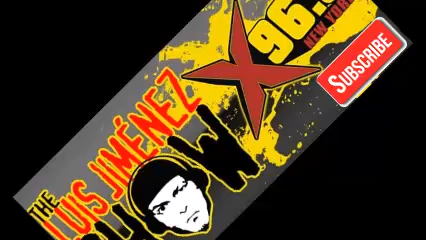 THE
LUIS JIMÉNEZ
SHOW
X
96.
NEW YORK
SUBSCRIBE